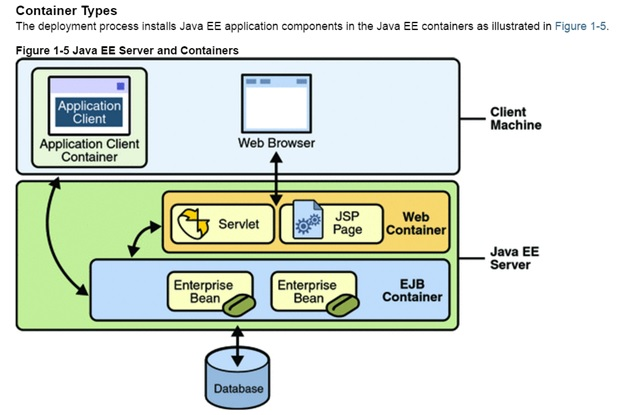 Container Types
The deployment process installs Java EE application components in the Java EE containers as illustrated in Figure 1-5.
Figure 1-5 Java EE Server and Containers
Application
Client
Application Client
Container
Web Browser
Client
Machine
Servlet
JSP
Page
Web
Container
Java EE
Server
Enterprise
Bean
Enterprise
Bean
EJB
Container
Database